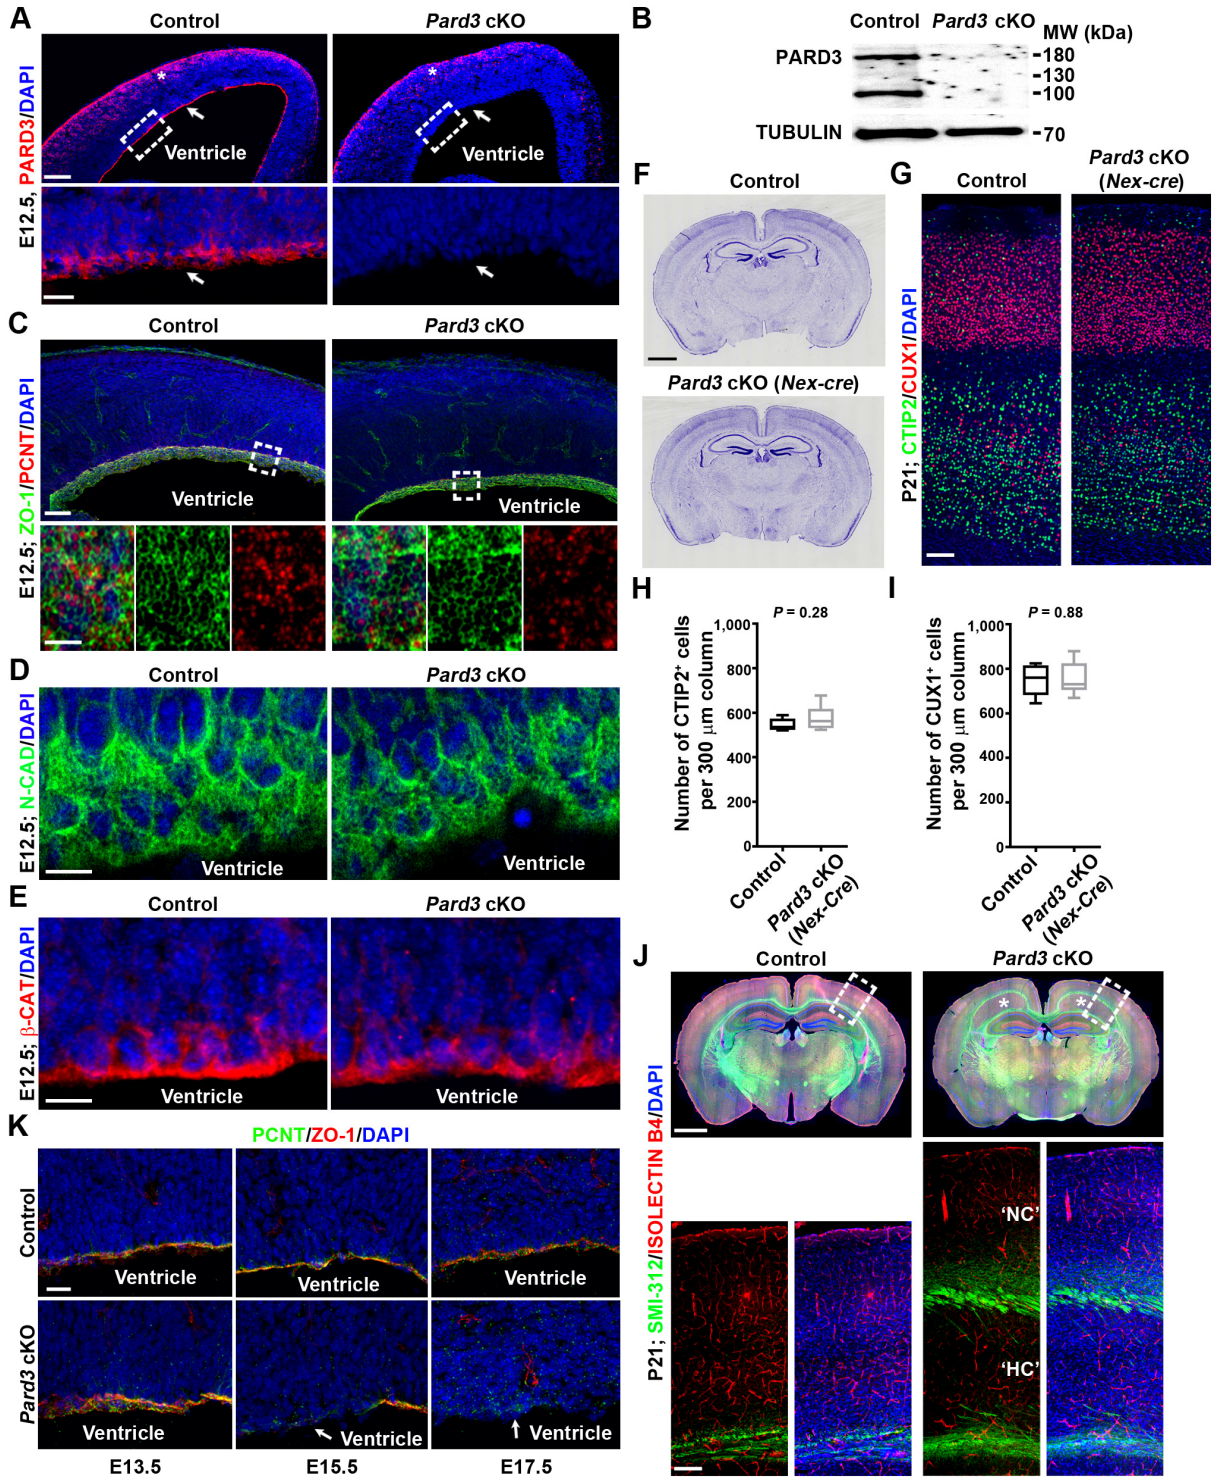 A
Control
Pard3 cKO
E12.5, PARD3/DAPI
*
*
Ventricle
Ventricle
B
Control
Pard3 cKO
MW (kDa)
PARD3
-180
-130
-100
TUBULIN
-70
C
Control
Pard3 cKO
E12.5; ZO-1/PCNT/DAPI
Ventricle
Ventricle
D
Control
Pard3 cKO
E12.5; N-CAD/DAPI
Ventricle
Ventricle
E
Control
Pard3 cKO
E12.5; β-CAT/DAPI
Ventricle
Ventricle
F
Control
Pard3 cKO (Nex-cre)
G
Control
Pard3 cKO
(Nex-cre)
P21; CTIP2/CUX1/DAPI
H
P = 0.28
Number of CTIP2+ cells
per 300 μm column
1,000
800
600
400
200
0
Control
Pard3 cKO
(Nex-Cre)
I
P = 0.88
Number of CUX1+ cells
per 300 μm column
1,000
800
600
400
200
0
Control
Pard3 cKO
(Nex-Cre)
J
Control
Pard3 cKO
*
*
P21; SMI-312/ISOLECTIN B4/DAPI
'NC'
'HC'
K
PCNT/ZO-1/DAPI
Control
Ventricle
Ventricle
Ventricle
Pard3 cKO
Ventricle
Ventricle
Ventricle
E13.5
E15.5
E17.5